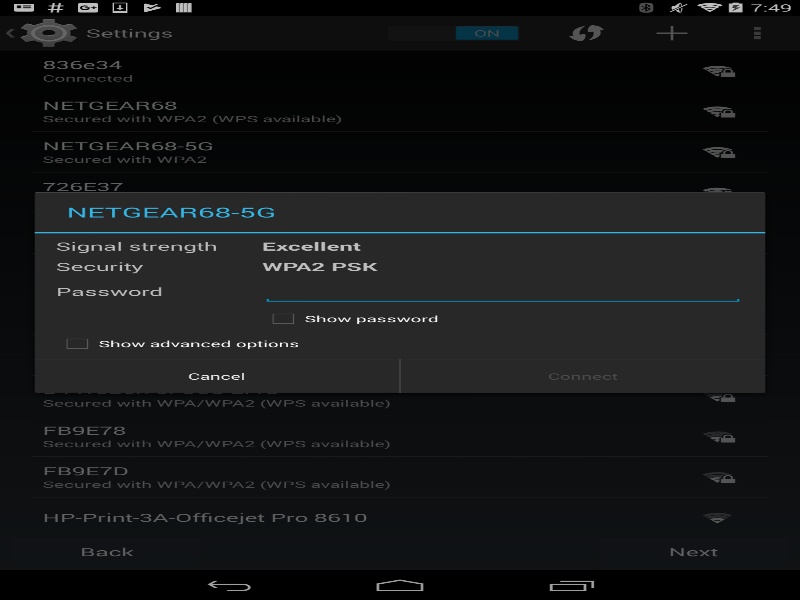 7:49
Settings ON
836e34
Connected
NETGEAR68
Secured with WPA2 (WPS available)
NETGEAR68-5G
Secured with WPA2
726E37
NETGEAR68-5G
Signal strength Excellent
Security WPA2 PSK
Password
Show password
Show advanced options
Cancel Connect
Secured with WPA/WPA2 (WPS available)
FB9E78
Secured with WPA/WPA2 (WPS available)
FB9E7D
Secured with WPA/WPA2 (WPS available)
HP-Print-3A-Officejet Pro 8610
Back Next